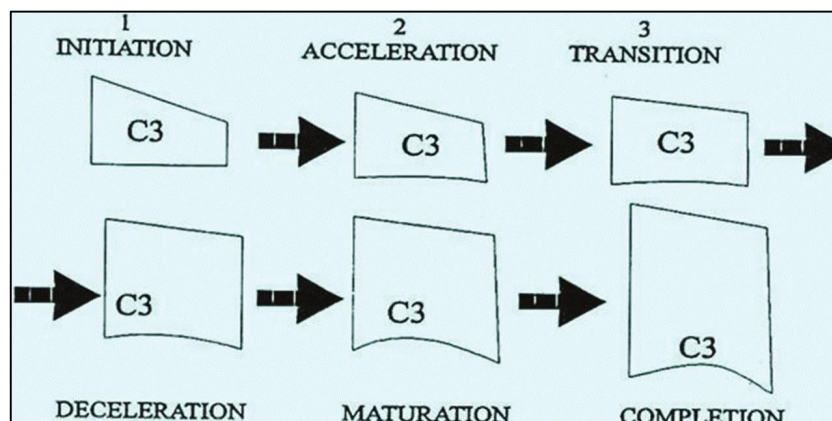 1 2 3
INITIATION ACCELERATION TRANSITION
C3 C3 C3
C3 C3 C3
DECELERATION MATURATION COMPLETION